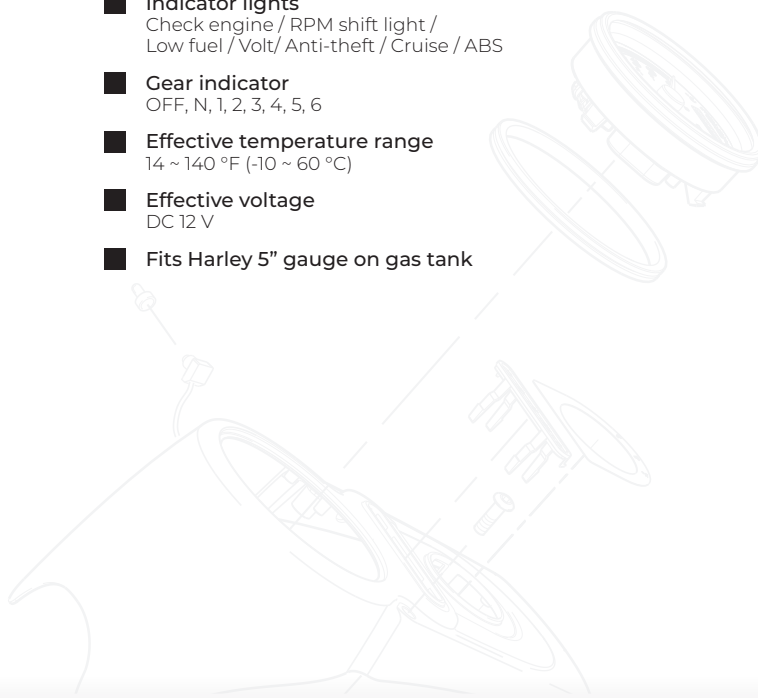 Indicator lights
Check engine / RPM shift light /
Low fuel / Volt/ Anti-theft / Cruise / ABS
Gear indicator
OFF, N, 1, 2, 3, 4, 5, 6
Effective temperature range
14 ~ 140 °F (-10 ~ 60 °C)
Effective voltage
DC 12 V
Fits Harley 5” gauge on gas tank